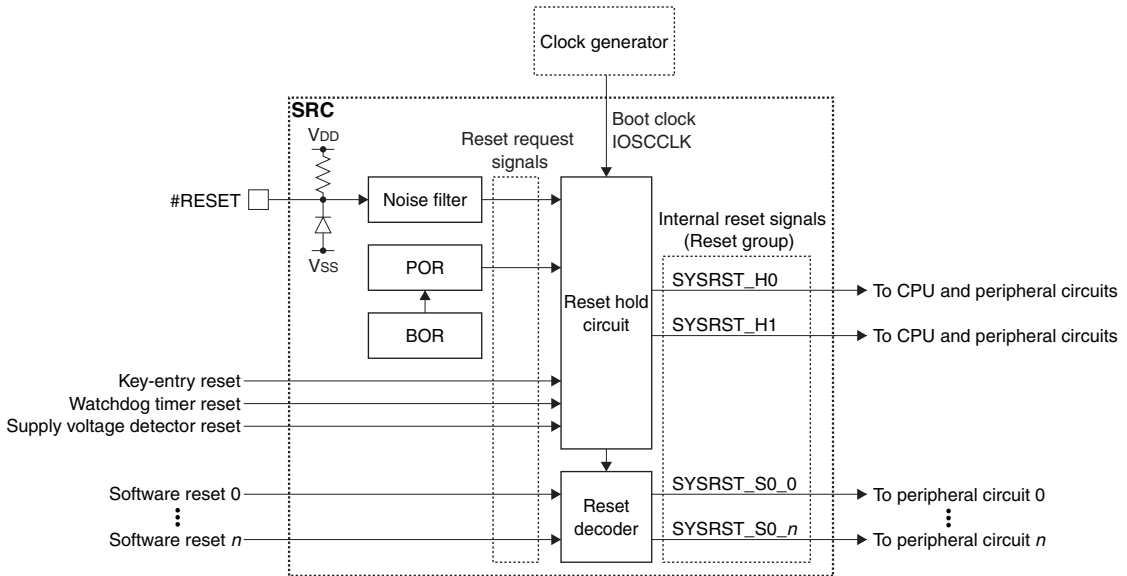 Clock generator
SRC
Boot clock
IOSCCLK
VDD
Reset request
signals
#RESET
Noise filter
Internal reset signals
(Reset group)
VSS
POR
SYSRST_H0
To CPU and peripheral circuits
Reset hold
circuit
BOR
SYSRST_H1
To CPU and peripheral circuits
Key-entry reset
Watchdog timer reset
Supply voltage detector reset
Software reset 0
SYSRST_S0_0
To peripheral circuit 0
Reset
decoder
Software reset n
SYSRST_S0_n
To peripheral circuit n